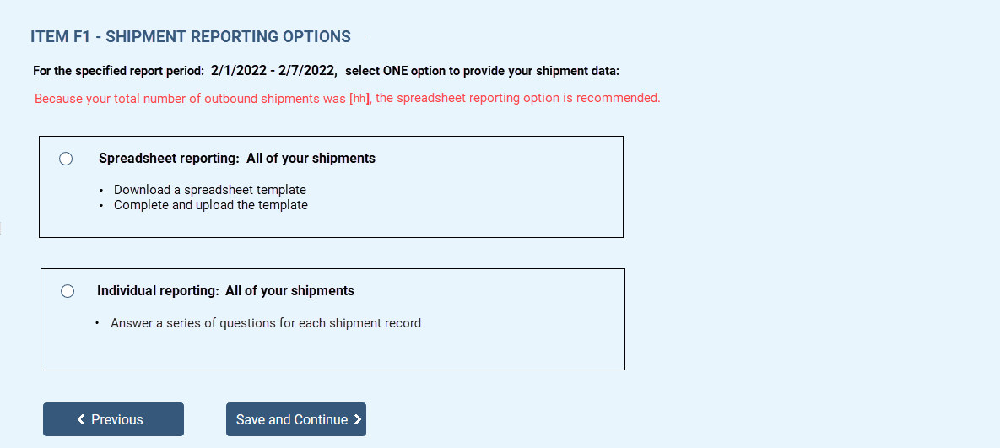 ITEM F1 - SHIPMENT REPORTING OPTIONS
For the specified report period: 2/1/2022 - 2/7/2022, select ONE option to provide your shipment data:
Because your total number of outbound shipments was [hh], the spreadsheet reporting option is recommended.
Spreadsheet reporting: All of your shipments
• Download a spreadsheet template
• Complete and upload the template
Individual reporting: All of your shipments
• Answer a series of questions for each shipment record
Previous
Save and Continue